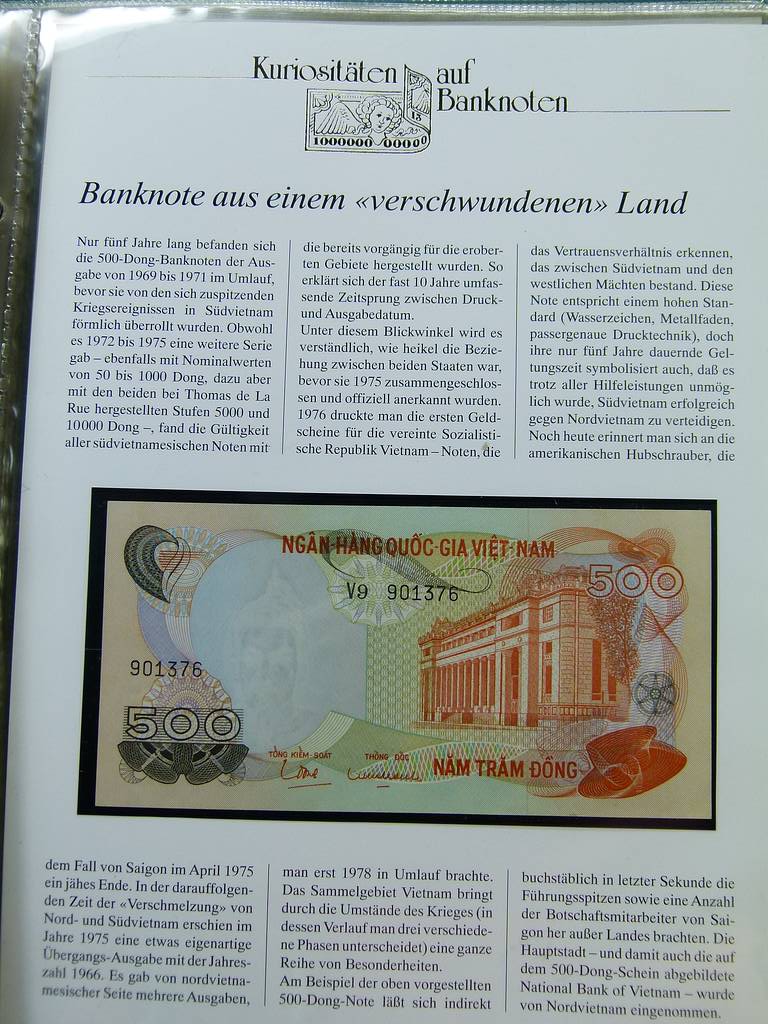 Kuriositäten auf
Banknoten
1000000 00000
13
Banknote aus einem «verschwundenen» Land
Nur fünf Jahre lang befanden sich
die 500-Dong-Banknoten der Aus-
gabe von 1969 bis 1971 im Umlauf,
bevor sie von den sich zuspitzenden
Kriegsereignissen in Südvietnam
förmlich überrollt wurden. Obwohl
es 1972 bis 1975 eine weitere Serie
gab – ebenfalls mit Nominalwerten
von 50 bis 1000 Dong, dazu aber
mit den beiden bei Thomas de La
Rue hergestellten Stufen 5000 und
10000 Dong –, fand die Gültigkeit
aller südvietnamesischen Noten mit
dem Fall von Saigon im April 1975
ein jähes Ende. In der darauffolgen-
den Zeit der «Verschmelzung» von
Nord- und Südvietnam erschien im
Jahre 1975 eine etwas eigenartige
Übergangs-Ausgabe mit der Jahres-
zahl 1966. Es gab von nordvietna-
mesischer Seite mehrere Ausgaben,
die bereits vorgängig für die erober-
ten Gebiete hergestellt wurden. So
erklärt sich der fast 10 Jahre umfas-
sende Zeitsprung zwischen Druck-
und Ausgabedatum.
Unter diesem Blickwinkel wird es
verständlich, wie heikel die Bezie-
hung zwischen beiden Staaten war,
bevor sie 1975 zusammengeschlos-
sen und offiziell anerkannt wurden.
1976 druckte man die ersten Geld-
scheine für die vereinte Sozialisti-
sche Republik Vietnam – Noten, die
man erst 1978 in Umlauf brachte.
Das Sammelgebiet Vietnam bringt
durch die Umstände des Krieges (in
dessen Verlauf man drei verschiede-
ne Phasen unterscheidet) eine ganze
Reihe von Besonderheiten.
Am Beispiel der oben vorgestellten
500-Dong-Note läßt sich indirekt
das Vertrauensverhältnis erkennen,
das zwischen Südvietnam und den
westlichen Mächten bestand. Diese
Note entspricht einem hohen Stan-
dard (Wasserzeichen, Metallfaden,
passergenaue Drucktechnik), doch
ihre nur fünf Jahre dauernde Gel-
tungszeit symbolisiert auch, daß es
trotz aller Hilfeleistungen unmög-
lich wurde, Südvietnam erfolgreich
gegen Nordvietnam zu verteidigen.
Noch heute erinnert man sich an die
amerikanischen Hubschrauber, die
buchstäblich in letzter Sekunde die
Führungsspitzen sowie eine Anzahl
der Botschaftsmitarbeiter von Sai-
gon her außer Landes brachten. Die
Hauptstadt – und damit auch die auf
dem 500-Dong-Schein abgebildete
National Bank of Vietnam – wurde
von Nordvietnam eingenommen.
NGÂN-HÀNG QUỐC-GIA VIỆT-NAM
V9 901376
500
901376
500
TỔNG KIỂM-SOÁT
THỐNG ĐỐC
NĂM TRĂM ĐỒNG